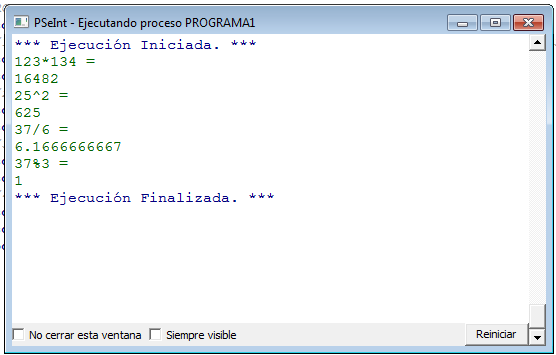 PSeInt - Ejecutando proceso PROGRAMA1
*** Ejecución Iniciada. ***
123*134 =
16482
25^2 =
625
37/6 =
6.1666666667
37%3 =
1
*** Ejecución Finalizada. ***
No cerrar esta ventana Siempre visible Reiniciar